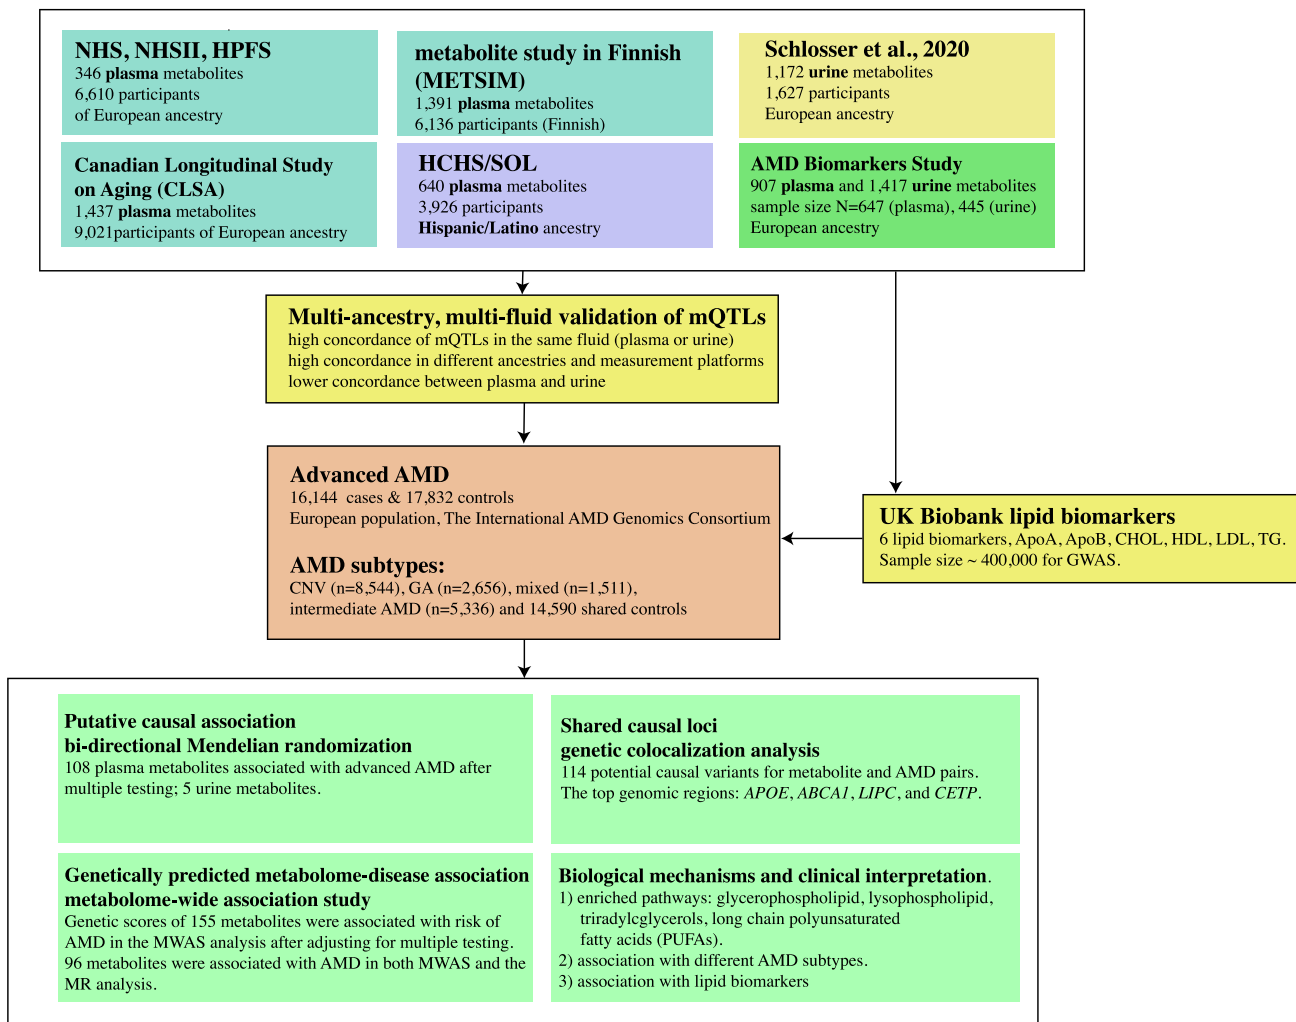 NHS, NHSII, HPFS
346 plasma metabolites
6,610 participants
of European ancestry
metabolite study in Finnish
(METSIM)
1,391 plasma metabolites
6,136 participants (Finnish)
Schlosser et al., 2020
1,172 urine metabolites
1,627 participants
European ancestry
Canadian Longitudinal Study
on Aging (CLSA)
1,437 plasma metabolites
9,021participants of European ancestry
HCHS/SOL
640 plasma metabolites
3,926 participants
Hispanic/Latino ancestry
AMD Biomarkers Study
907 plasma and 1,417 urine metabolites
sample size N=647 (plasma), 445 (urine)
European ancestry
Multi-ancestry, multi-fluid validation of mQTLs
high concordance of mQTLs in the same fluid (plasma or urine)
high concordance in different ancestries and measurement platforms
lower concordance between plasma and urine
Advanced AMD
16,144 cases & 17,832 controls
European population, The International AMD Genomics Consortium
AMD subtypes:
CNV (n=8,544), GA (n=2,656), mixed (n=1,511),
intermediate AMD (n=5,336) and 14,590 shared controls
UK Biobank lipid biomarkers
6 lipid biomarkers, ApoA, ApoB, CHOL, HDL, LDL, TG.
Sample size ~ 400,000 for GWAS.
Putative causal association
bi-directional Mendelian randomization
108 plasma metabolites associated with advanced AMD after
multiple testing; 5 urine metabolites.
Shared causal loci
genetic colocalization analysis
114 potential causal variants for metabolite and AMD pairs.
The top genomic regions: APOE, ABCA1, LIPC, and CETP.
Genetically predicted metabolome-disease association
metabolome-wide association study
Genetic scores of 155 metabolites were associated with risk of
AMD in the MWAS analysis after adjusting for multiple testing.
96 metabolites were associated with AMD in both MWAS and the
MR analysis.
Biological mechanisms and clinical interpretation.
1) enriched pathways: glycerophospholipid, lysophospholipid,
triradylcglycerols, long chain polyunsaturated
fatty acids (PUFAs).
2) association with different AMD subtypes.
3) association with lipid biomarkers